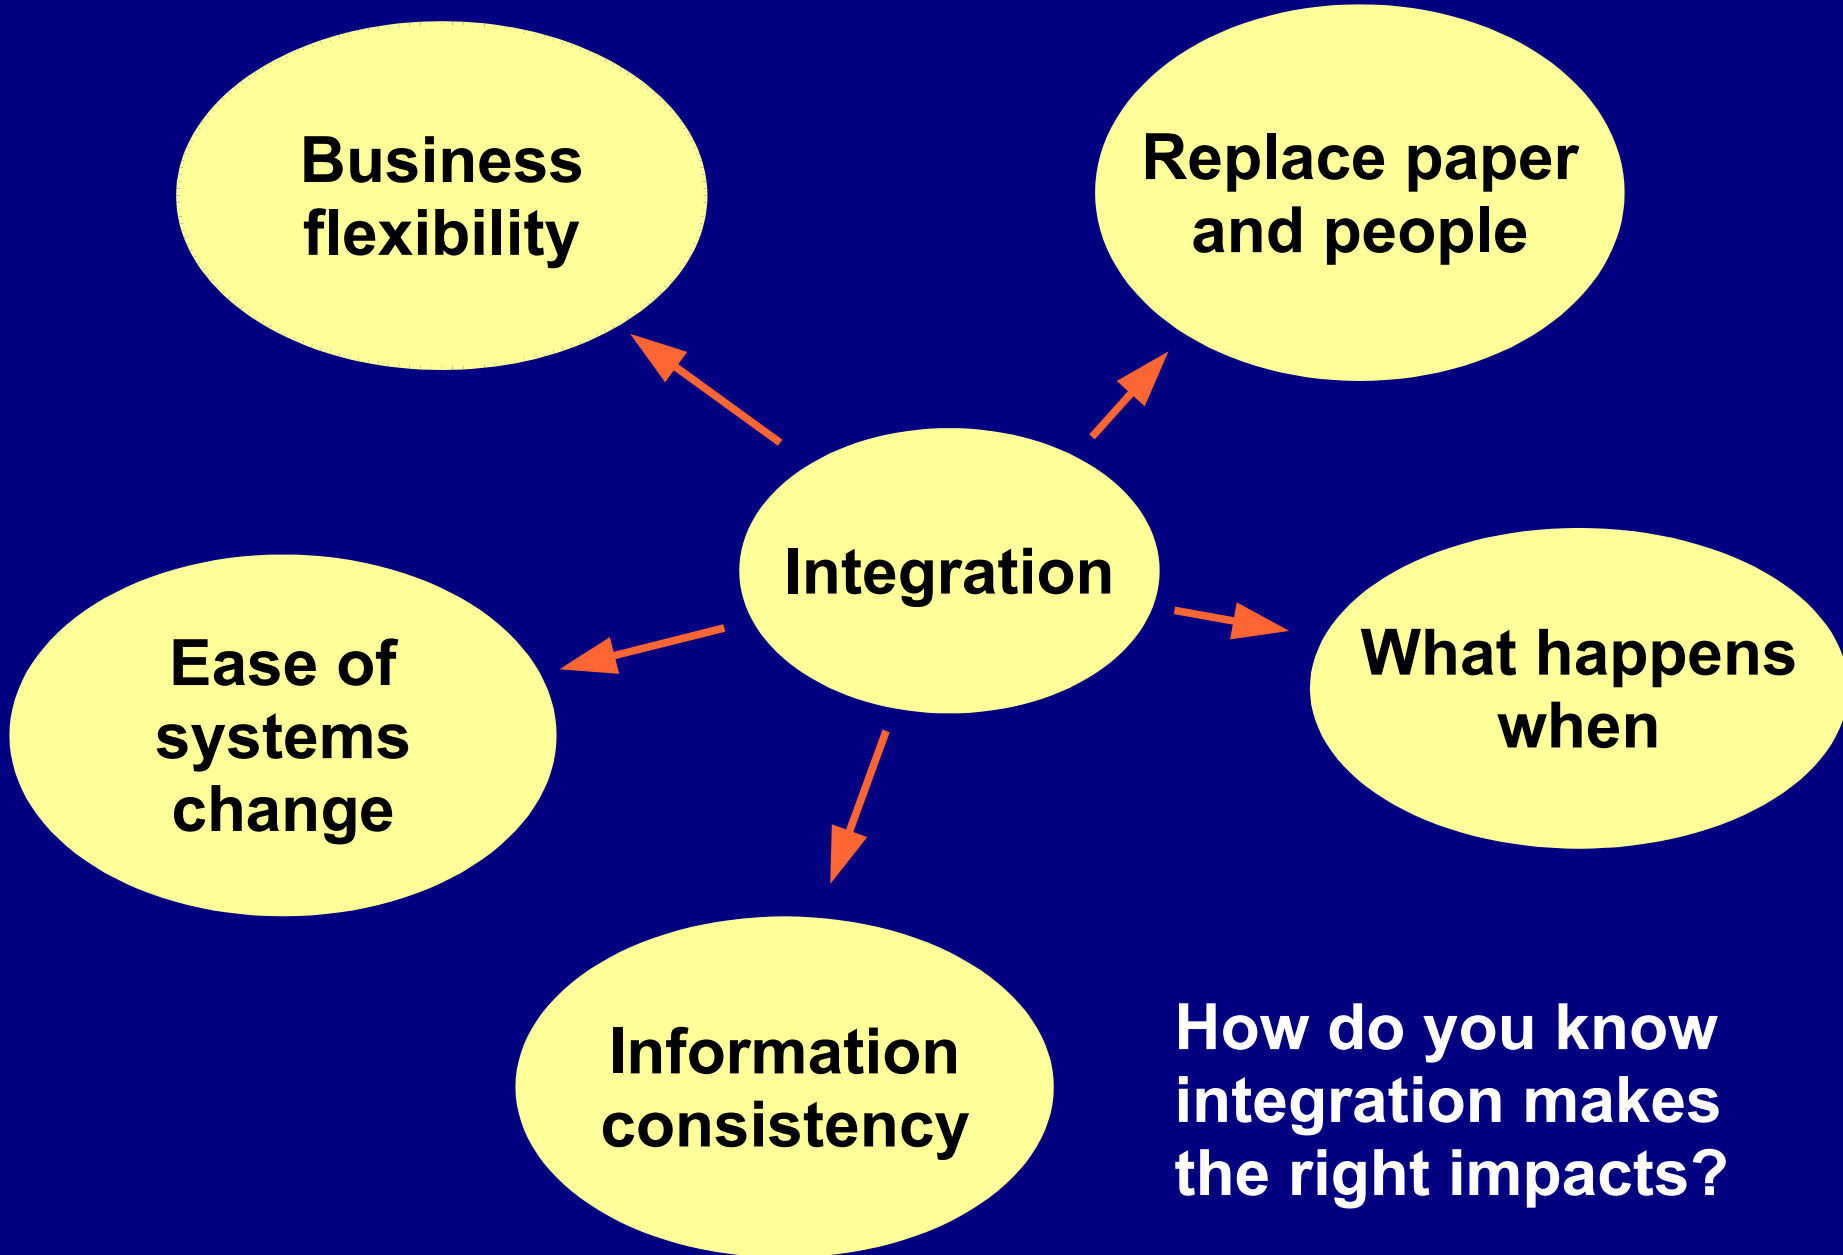 Business
flexibility
Replace paper
and people
Integration
Ease of
systems
change
What happens
when
Information
consistency
How do you know
integration makes
the right impacts?